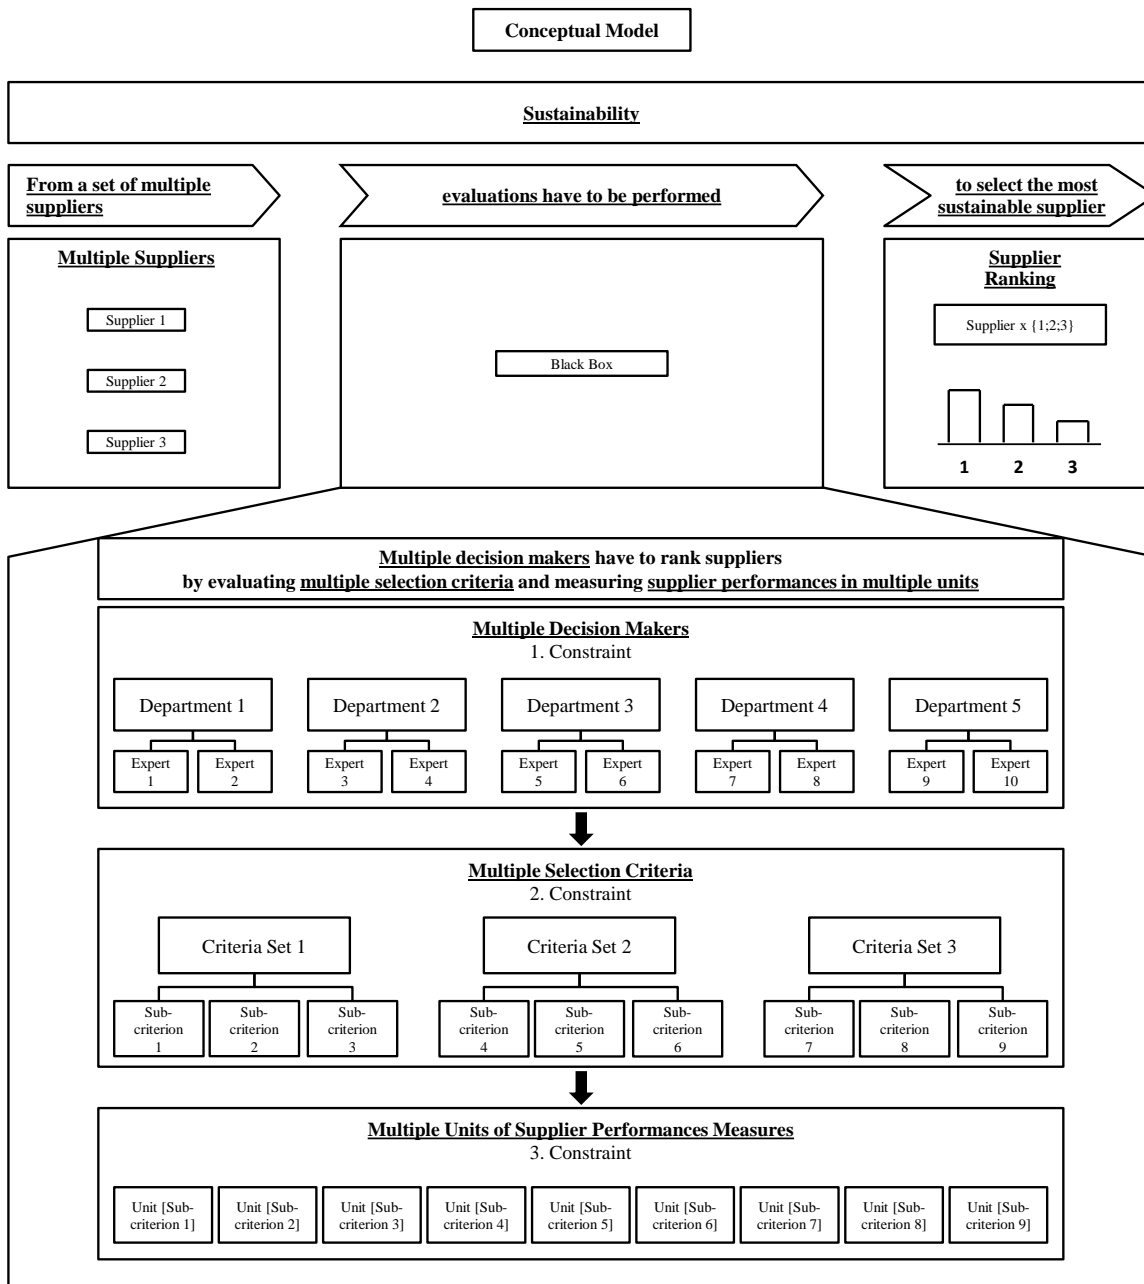 Conceptual Model
Sustainability
From a set of multiple
suppliers
evaluations have to be performed
to select the most
sustainable supplier
Multiple Suppliers
Supplier 1
Supplier 2
Supplier 3
Black Box
Supplier
Ranking
Supplier x {1;2;3}
1 2 3
Multiple decision makers have to rank suppliers
by evaluating multiple selection criteria and measuring supplier performances in multiple units
Multiple Decision Makers
1. Constraint
Department 1
Department 2
Department 3
Department 4
Department 5
Expert
1
Expert
2
Expert
3
Expert
4
Expert
5
Expert
6
Expert
7
Expert
8
Expert
9
Expert
10
Multiple Selection Criteria
2. Constraint
Criteria Set 1
Criteria Set 2
Criteria Set 3
Sub-
criterion
1
Sub-
criterion
2
Sub-
criterion
3
Sub-
criterion
4
Sub-
criterion
5
Sub-
criterion
6
Sub-
criterion
7
Sub-
criterion
8
Sub-
criterion
9
Multiple Units of Supplier Performances Measures
3. Constraint
Unit [Sub-
criterion 1]
Unit [Sub-
criterion 2]
Unit [Sub-
criterion 3]
Unit [Sub-
criterion 4]
Unit [Sub-
criterion 5]
Unit [Sub-
criterion 6]
Unit [Sub-
criterion 7]
Unit [Sub-
criterion 8]
Unit [Sub-
criterion 9]